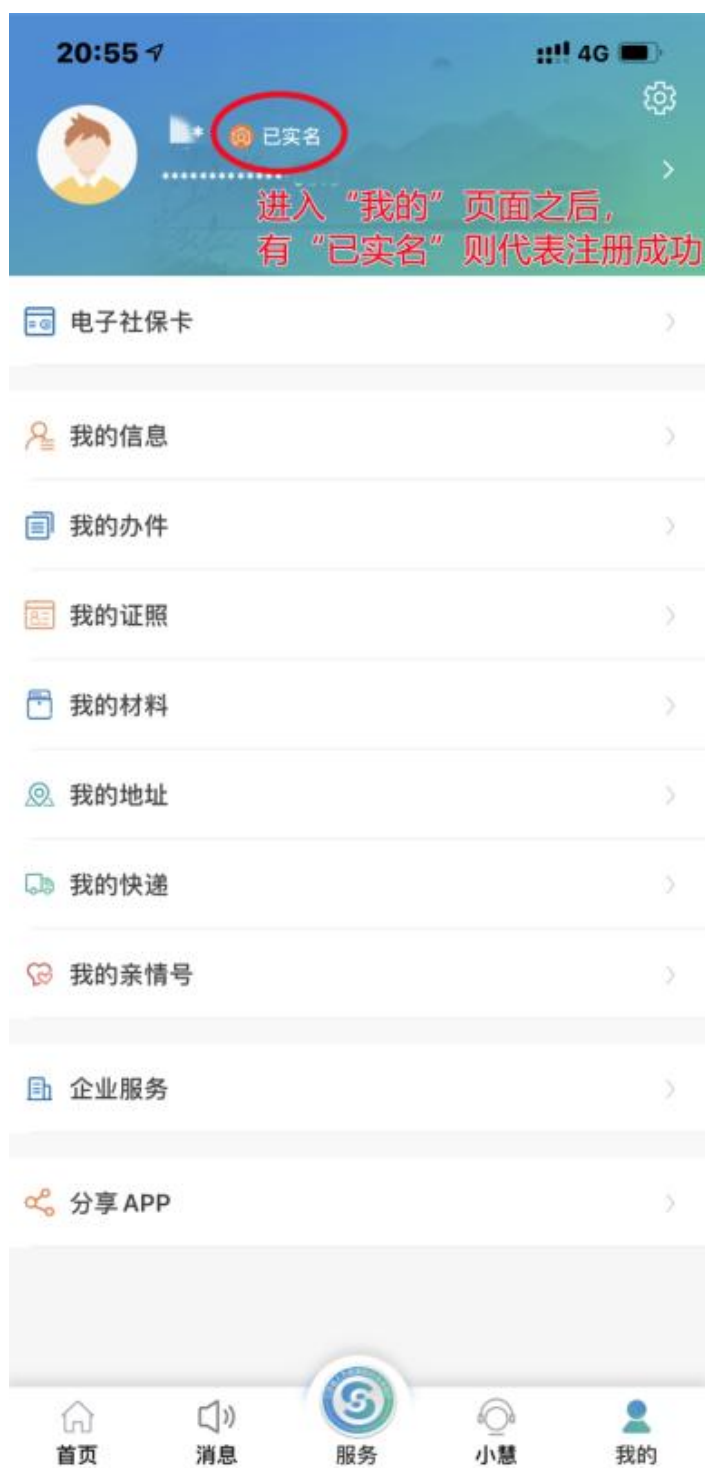 20:55
4G
已实名
进入“我的”页面之后，
有“已实名”则代表注册成功
电子社保卡
我的信息
我的办件
我的证照
我的材料
我的地址
我的快递
我的亲情号
企业服务
分享APP
首页
消息
服务
小慧
我的